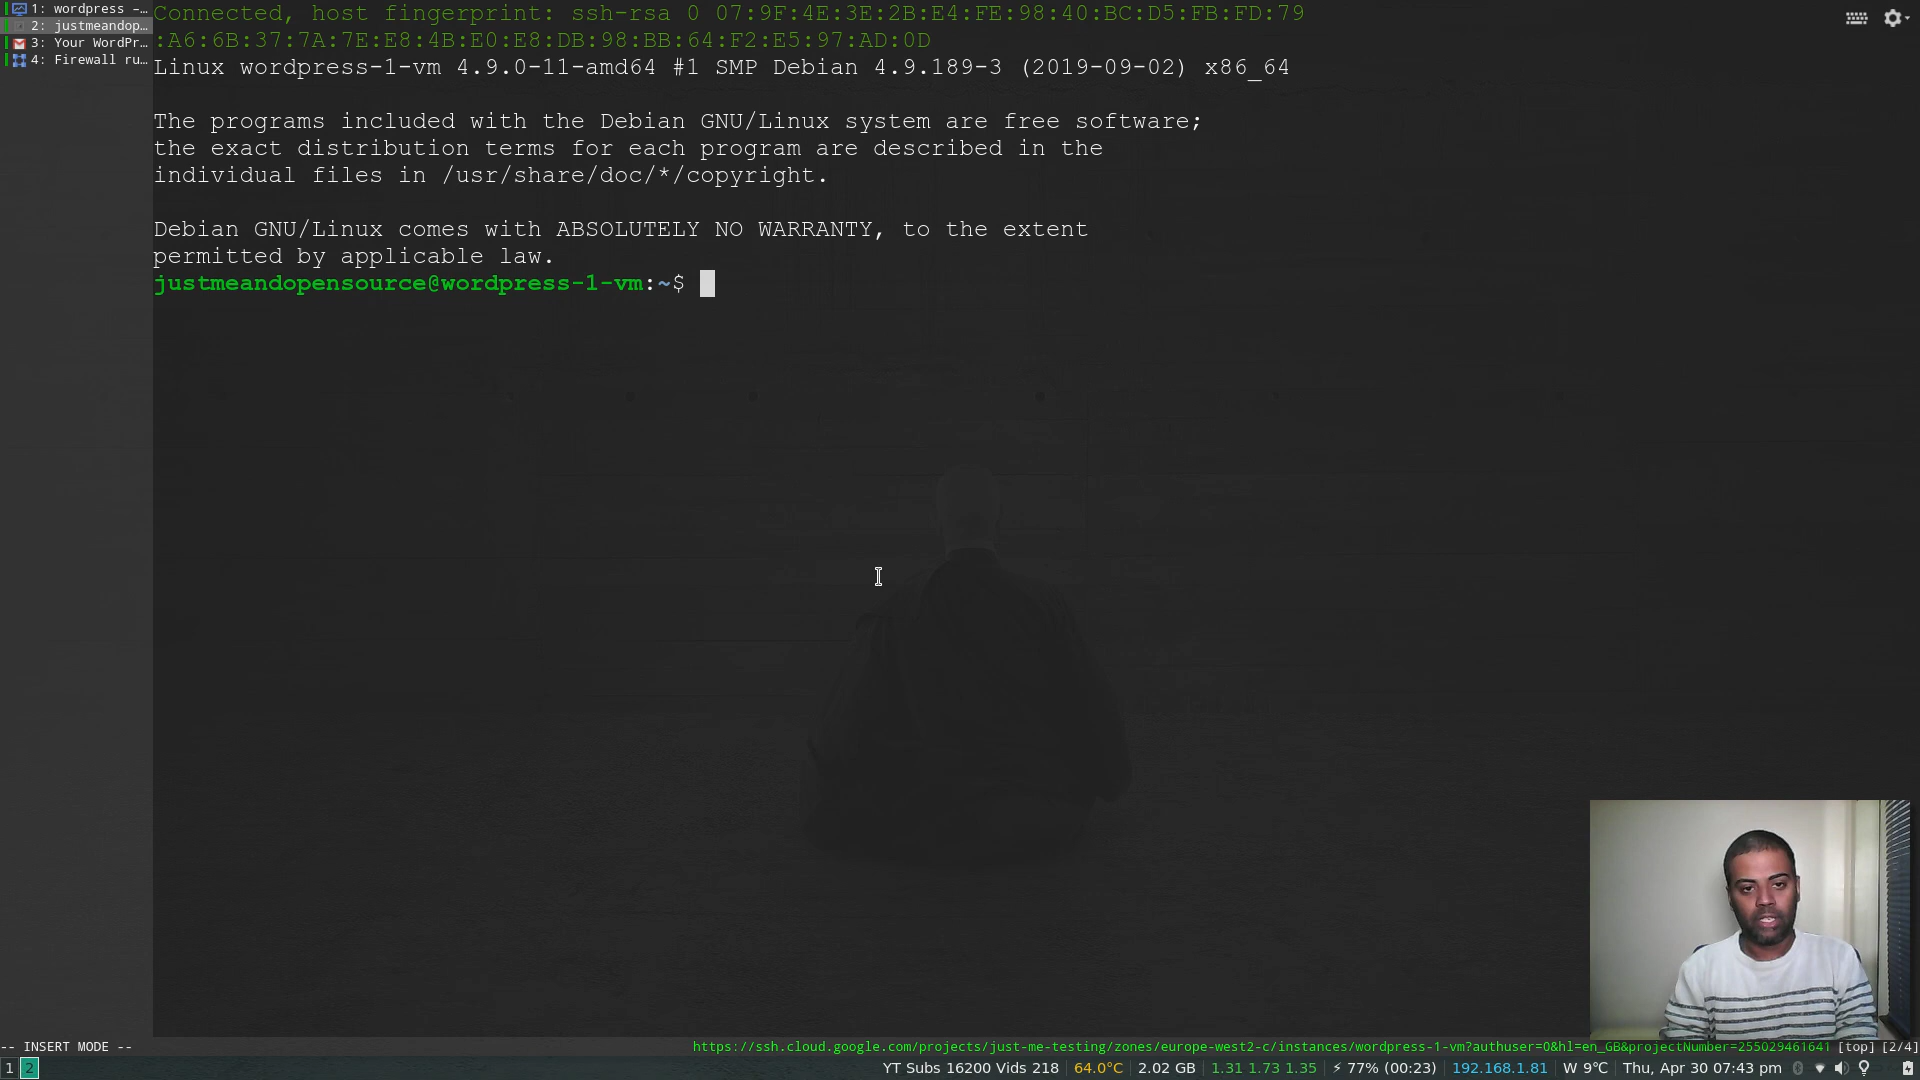 1: wordpress –…
2: justmeandop…
3: Your WordPr…
4: Firewall ru…
Connected, host fingerprint: ssh-rsa 0 07:9F:4E:3E:2B:E4:FE:98:40:BC:D5:FB:FD:79
:A6:6B:37:7A:7E:E8:4B:E0:E8:DB:98:BB:64:F2:E5:97:AD:0D
Linux wordpress-1-vm 4.9.0-11-amd64 #1 SMP Debian 4.9.189-3 (2019-09-02) x86_64
The programs included with the Debian GNU/Linux system are free software;
the exact distribution terms for each program are described in the
individual files in /usr/share/doc/*/copyright.
Debian GNU/Linux comes with ABSOLUTELY NO WARRANTY, to the extent
permitted by applicable law.
justmeandopensource@wordpress-1-vm:~$
-- INSERT MODE --
https://ssh.cloud.google.com/projects/just-me-testing/zones/europe-west2-c/instances/wordpress-1-vm?authuser=0&hl=en_GB&projectNumber=255029461641 [top] [2/4]
1 2
YT Subs 16200 Vids 218 | 64.0°C | 2.02 GB | 1.31 1.73 1.35 | ⚡ 77% (00:23) | 192.168.1.81 | W 9°C | Thu, Apr 30 07:43 pm